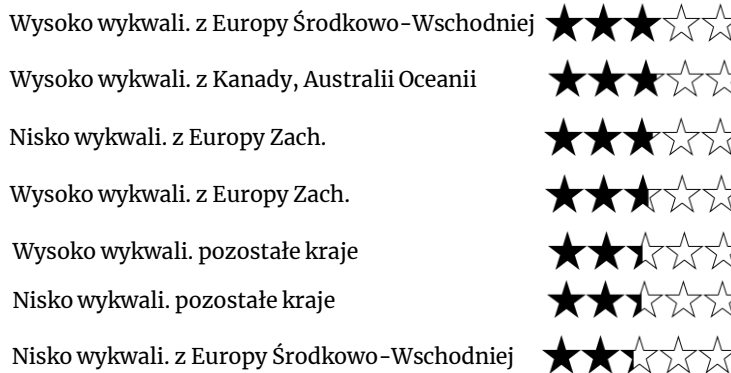 Wysoko wykwali. z Europy Środkowo-Wschodniej
Wysoko wykwali. z Kanady, Australii Oceanii
Nisko wykwali. z Europy Zach.
Wysoko wykwali. z Europy Zach.
Wysoko wykwali. pozostałe kraje
Nisko wykwali. pozostałe kraje
Nisko wykwali. z Europy Środkowo-Wschodniej